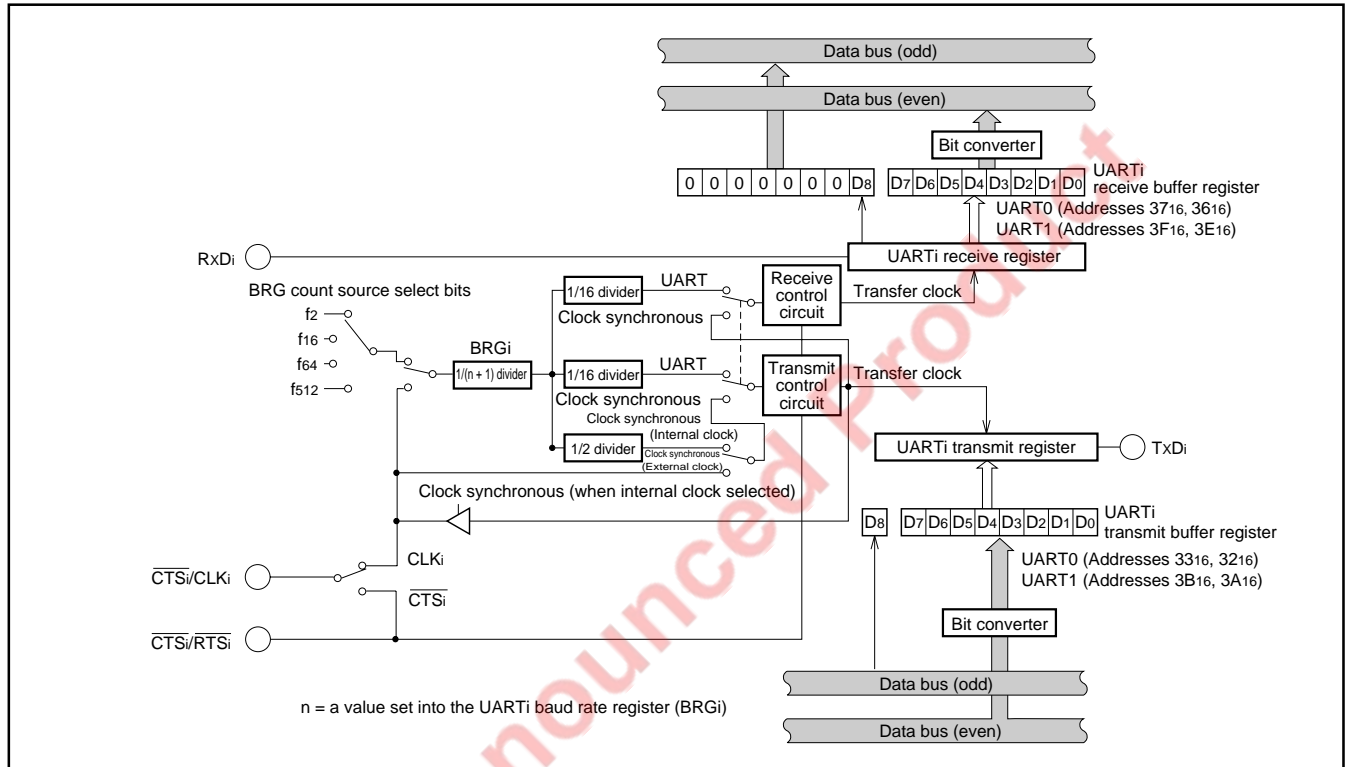 Data bus (odd)
Data bus (even)
Bit converter
0 0 0 0 0 0 0 D8
D7 D6 D5 D4 D3 D2 D1 D0
UARTi
receive buffer register
UART0 (Addresses 3716, 3616)
UART1 (Addresses 3F16, 3E16)
RxDi
UARTi receive register
BRG count source select bits
f2
f16
f64
f512
BRGi
1/(n + 1) divider
1/16 divider
UART
Clock synchronous
Receive
control
circuit
Transfer clock
1/16 divider
UART
Clock synchronous
Transmit
control
circuit
Transfer clock
Clock synchronous
(Internal clock)
1/2 divider
Clock synchronous
(External clock)
UARTi transmit register
TxDi
Clock synchronous (when internal clock selected)
D8
D7 D6 D5 D4 D3 D2 D1 D0
UARTi
transmit buffer register
UART0 (Addresses 3316, 3216)
UART1 (Addresses 3B16, 3A16)
CTSi/CLKi
CLKi
CTSi
CTSi/RTSi
Bit converter
Data bus (odd)
Data bus (even)
n = a value set into the UARTi baud rate register (BRGi)
nounced Product